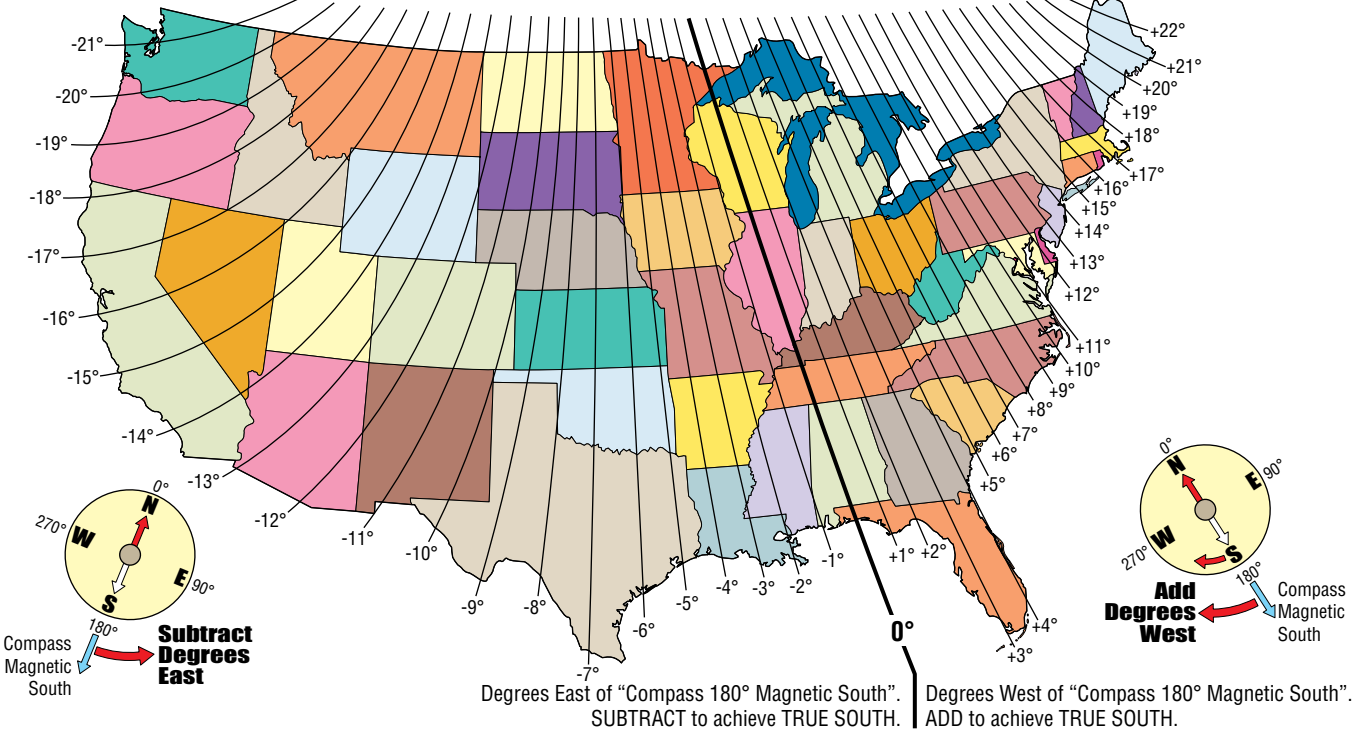 -21°
-20°
-19°
-18°
-17°
-16°
-15°
-14°
-13°
-12°
-11°
-10°
-9°
-8°
-7°
-6°
-5°
-4°
-3°
-2°
-1°
0°
+1°
+2°
+3°
+4°
+5°
+6°
+7°
+8°
+9°
+10°
+11°
+12°
+13°
+14°
+15°
+16°
+17°
+18°
+19°
+20°
+21°
+22°
0°
N
270°
W
E
90°
S
180°
Compass
Magnetic
South
Subtract
Degrees
East
0°
N
90°
E
W
270°
S
180°
Add
Degrees
West
Compass
Magnetic
South
Degrees East of “Compass 180° Magnetic South”.
SUBTRACT to achieve TRUE SOUTH.
Degrees West of “Compass 180° Magnetic South”.
ADD to achieve TRUE SOUTH.